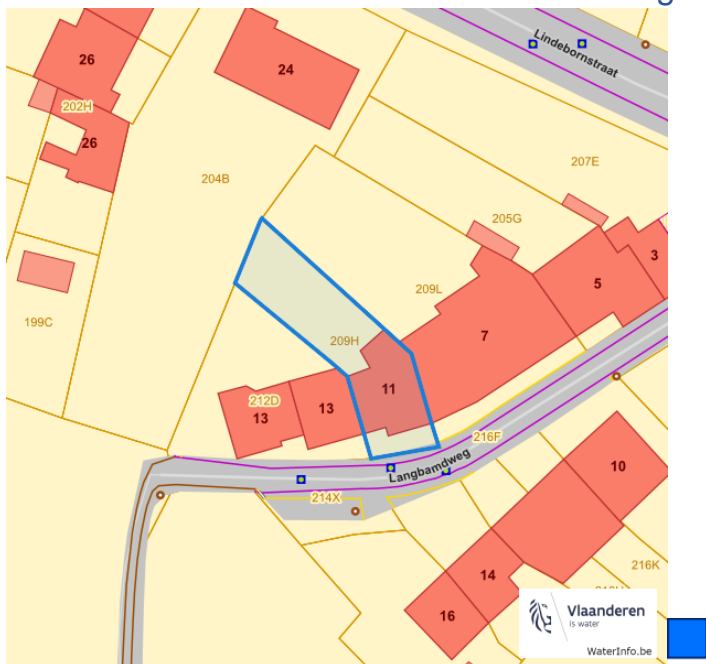 Lindebornstraat
26
24
202H
26
207E
204B
205G
3
5
209L
199C
209H
7
11
212D
13
13
216F
Langbamdweg
10
214X
216K
14
16
Vlaanderen
is water
WaterInfo.be